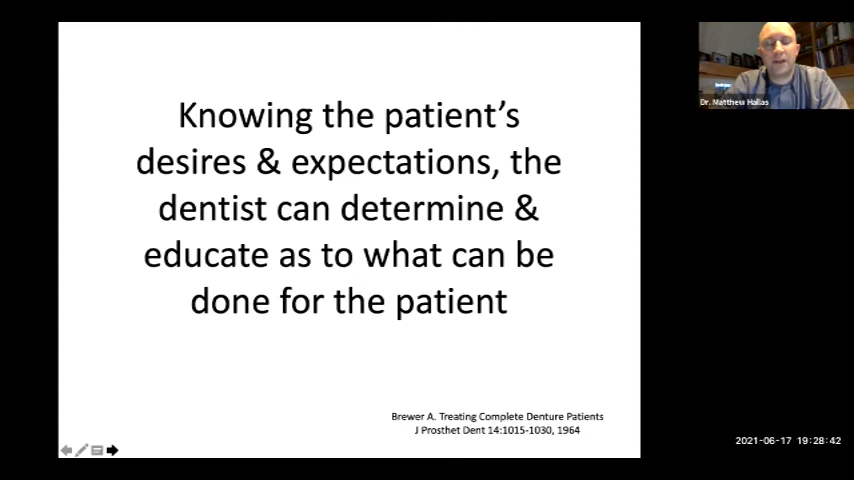 Knowing the patient's
desires & expectations, the
dentist can determine &
educate as to what can be
done for the patient
Brewer A. Treating Complete Denture Patients
J Prosthet Dent 14:1015-1030, 1964
Dr. Matthew Hallas
2021-06-17 19:28:42